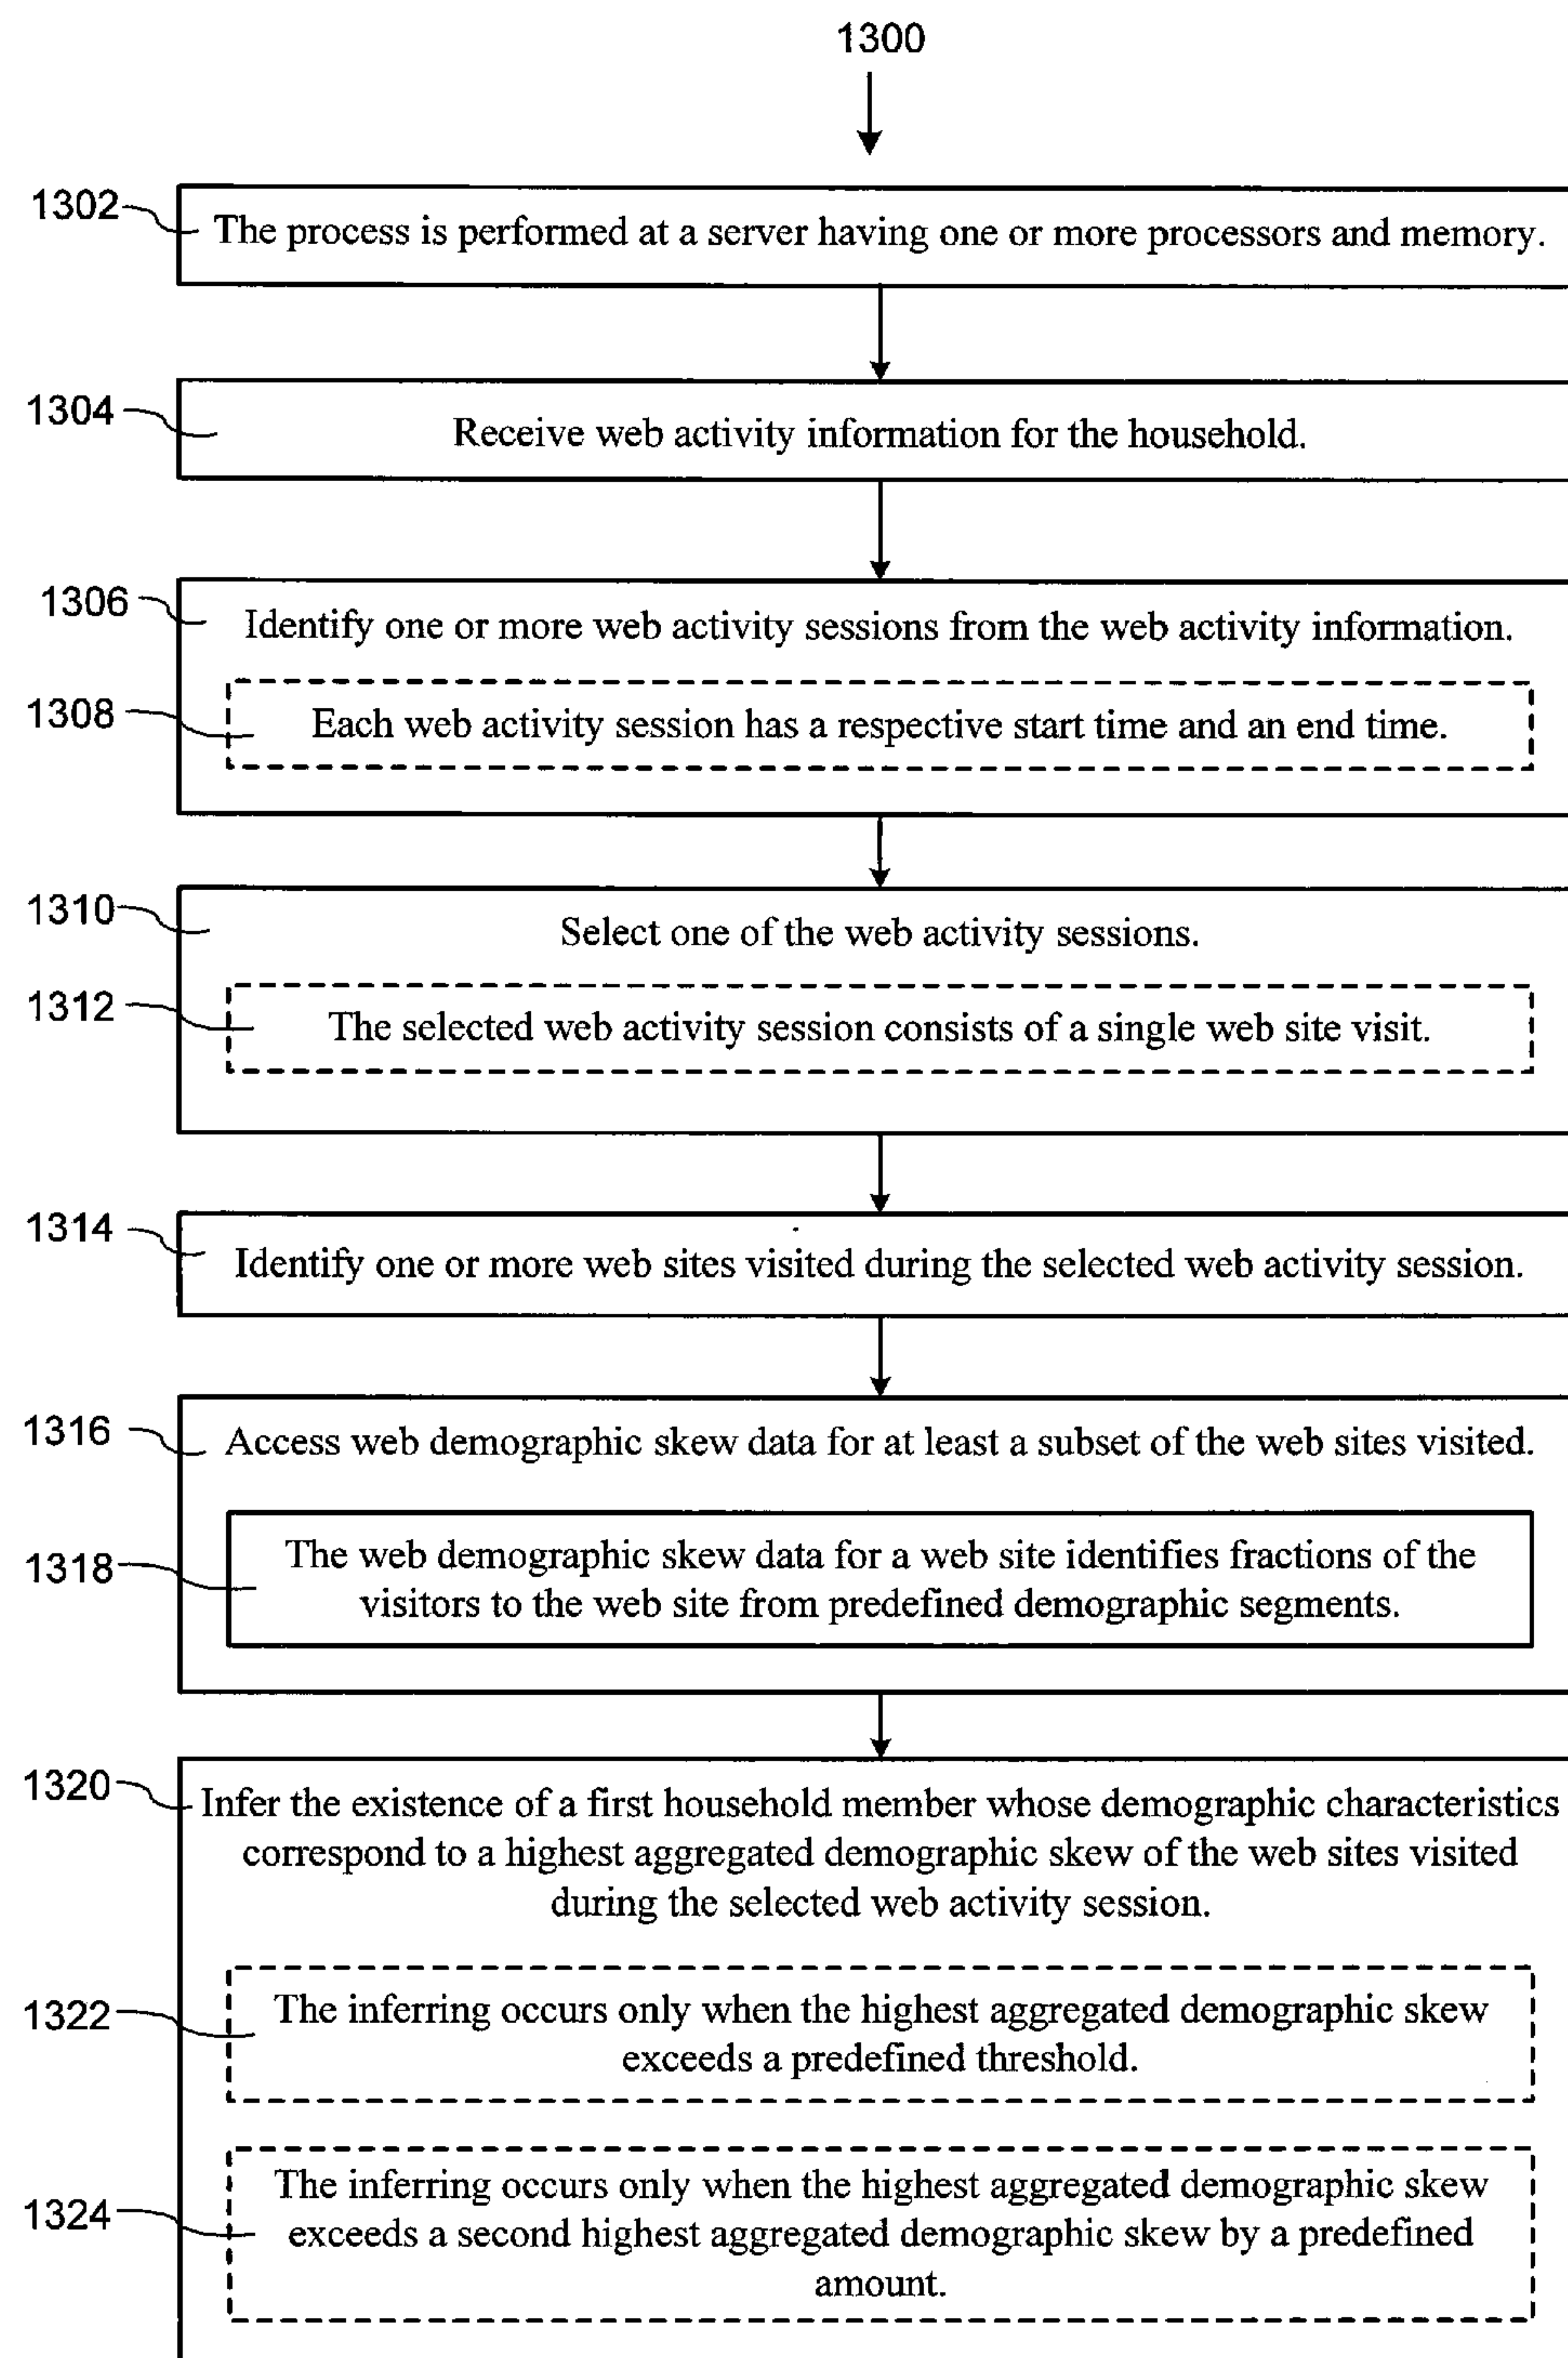 1300
1302
The process is performed at a server having one or more processors and memory.
1304
Receive web activity information for the household.
1306
Identify one or more web activity sessions from the web activity information.
1308
Each web activity session has a respective start time and an end time.
1310
Select one of the web activity sessions.
1312
The selected web activity session consists of a single web site visit.
1314
Identify one or more web sites visited during the selected web activity session.
1316
Access web demographic skew data for at least a subset of the web sites visited.
1318
The web demographic skew data for a web site identifies fractions of the
visitors to the web site from predefined demographic segments.
1320
Infer the existence of a first household member whose demographic characteristics
correspond to a highest aggregated demographic skew of the web sites visited
during the selected web activity session.
1322
The inferring occurs only when the highest aggregated demographic skew
exceeds a predefined threshold.
1324
The inferring occurs only when the highest aggregated demographic skew
exceeds a second highest aggregated demographic skew by a predefined
amount.